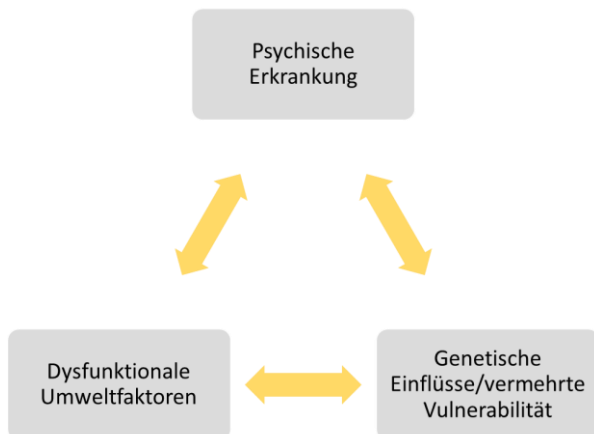 Psychische
Erkrankung
Dysfunktionale
Umweltfaktoren
Genetische
Einflüsse/vermehrte
Vulnerabilität